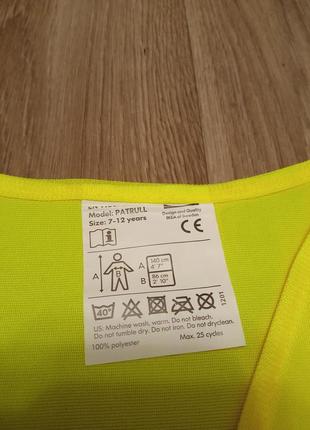 Model: PATRULL
Size: 7-12 years
Design and Quality
IKEA of Sweden
CE
i
A
B
A 140 cm
4' 7"
B 86 cm
2' 10"
40°
US: Machine wash, warm. Do not bleach.
Do not tumble dry. Do not iron. Do not dryclean.
100% polyester
Max. 25 cycles
1201